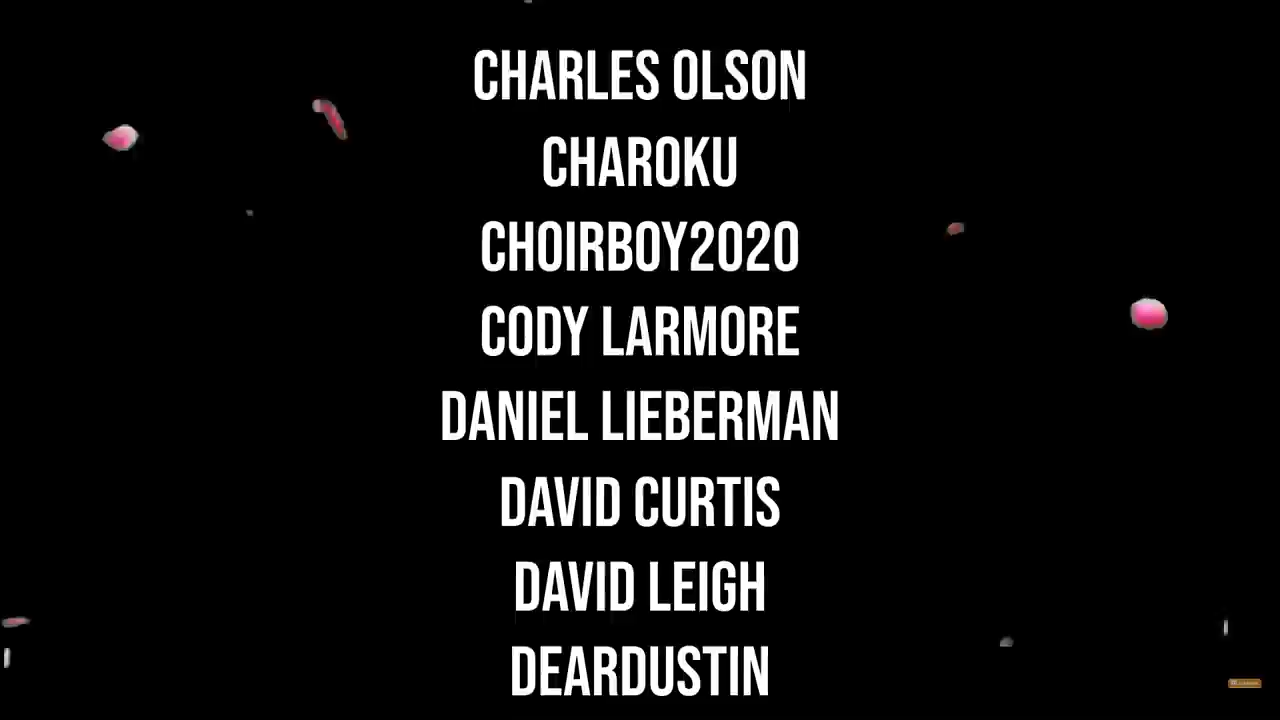 CHARLES OLSON
CHAROKU
CHOIRBOY2020
CODY LARMORE
DANIEL LIEBERMAN
DAVID CURTIS
DAVID LEIGH
DEARDUSTIN